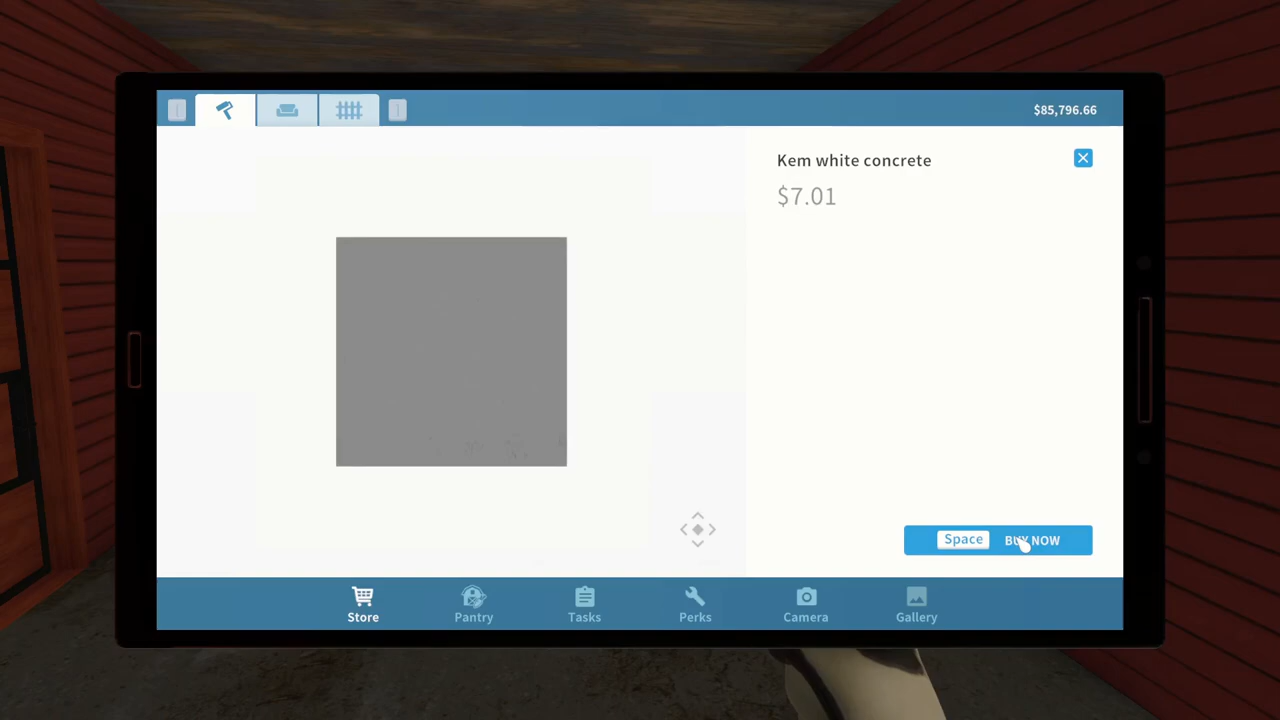 $85,796.66
Kem white concrete
$7.01
Space BUY NOW
Store Pantry Tasks Perks Camera Gallery